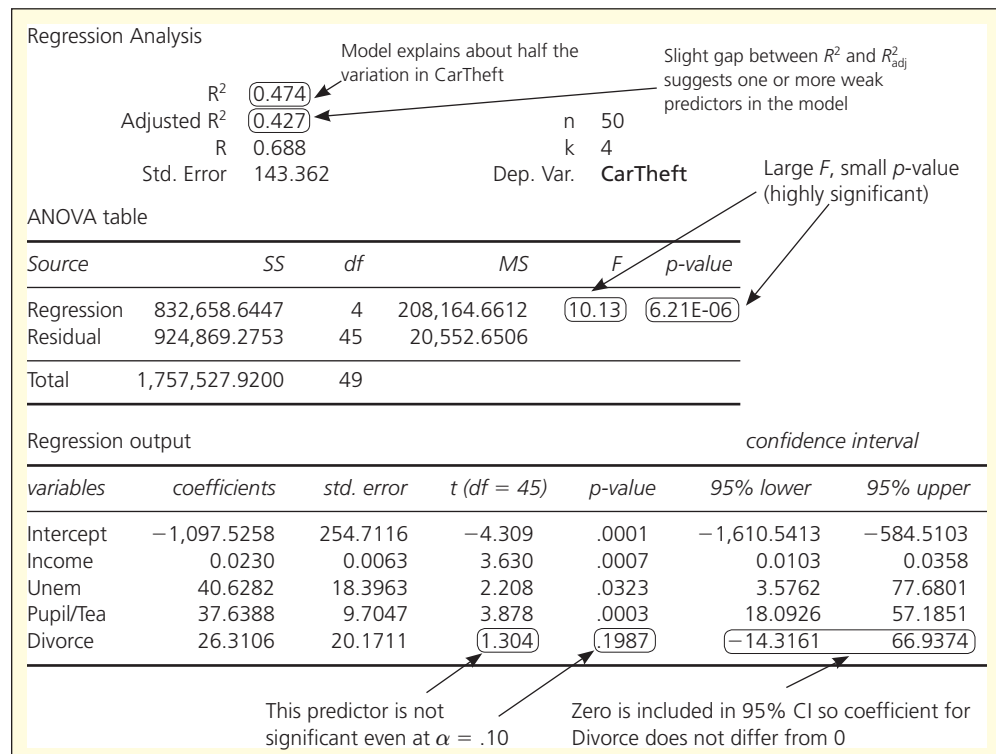 Regression Analysis
Model explains about half the
variation in CarTheft
Slight gap between R² and R²adj
suggests one or more weak
predictors in the model
R² 0.474
Adjusted R² 0.427 n 50
R 0.688 k 4
Std. Error 143.362 Dep. Var. CarTheft
Large F, small p-value
(highly significant)
ANOVA table
Source SS df MS F p-value
Regression 832,658.6447 4 208,164.6612 10.13 6.21E-06
Residual 924,869.2753 45 20,552.6506
Total 1,757,527.9200 49
Regression output confidence interval
variables coefficients std. error t (df = 45) p-value 95% lower 95% upper
Intercept −1,097.5258 254.7116 −4.309 .0001 −1,610.5413 −584.5103
Income 0.0230 0.0063 3.630 .0007 0.0103 0.0358
Unem 40.6282 18.3963 2.208 .0323 3.5762 77.6801
Pupil/Tea 37.6388 9.7047 3.878 .0003 18.0926 57.1851
Divorce 26.3106 20.1711 1.304 .1987 −14.3161 66.9374
This predictor is not
significant even at α = .10
Zero is included in 95% CI so coefficient for
Divorce does not differ from 0